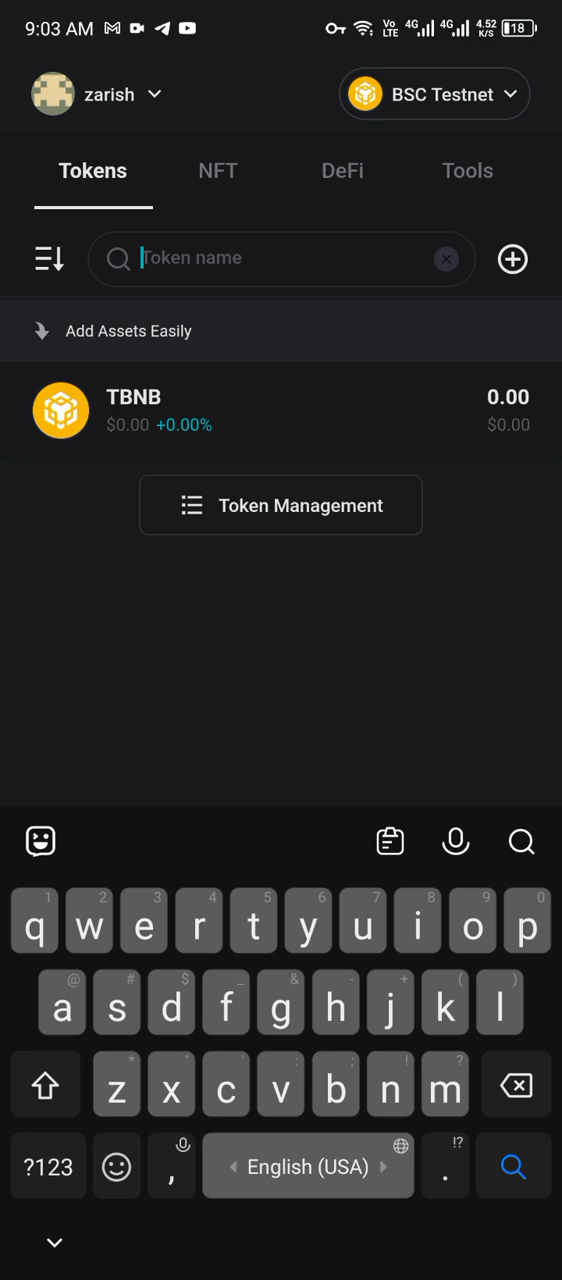 9:03 AM Vo LTE 4G 4G 4.52 K/S 18
zarish BSC Testnet
Tokens NFT DeFi Tools
Token name
Add Assets Easily
TBNB 0.00
$0.00 +0.00% $0.00
Token Management
1 2 3 4 5 6 7 8 9 0
q w e r t y u i o p
@ # $ _ & - + ( )
a s d f g h j k l
* " ' : ; ! ?
z x c v b n m
!?
?123 , English (USA) .